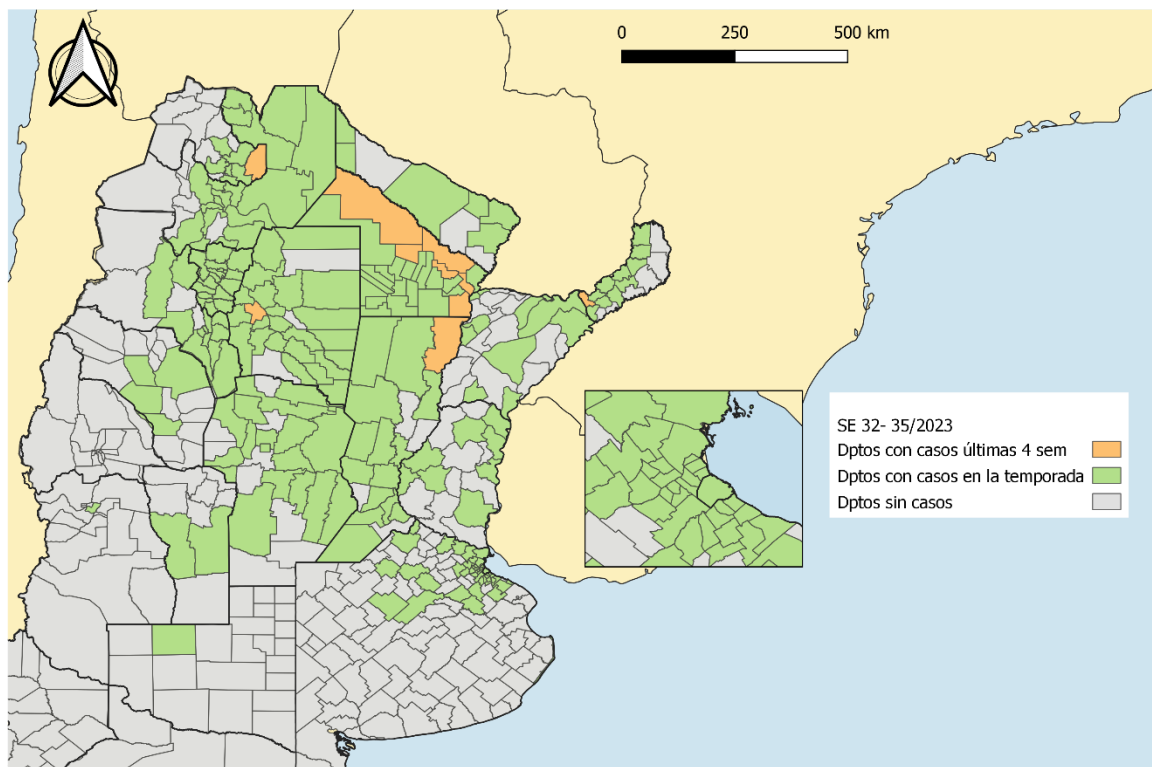 0 250 500 km
SE 32- 35/2023
Dptos con casos últimas 4 sem
Dptos con casos en la temporada
Dptos sin casos